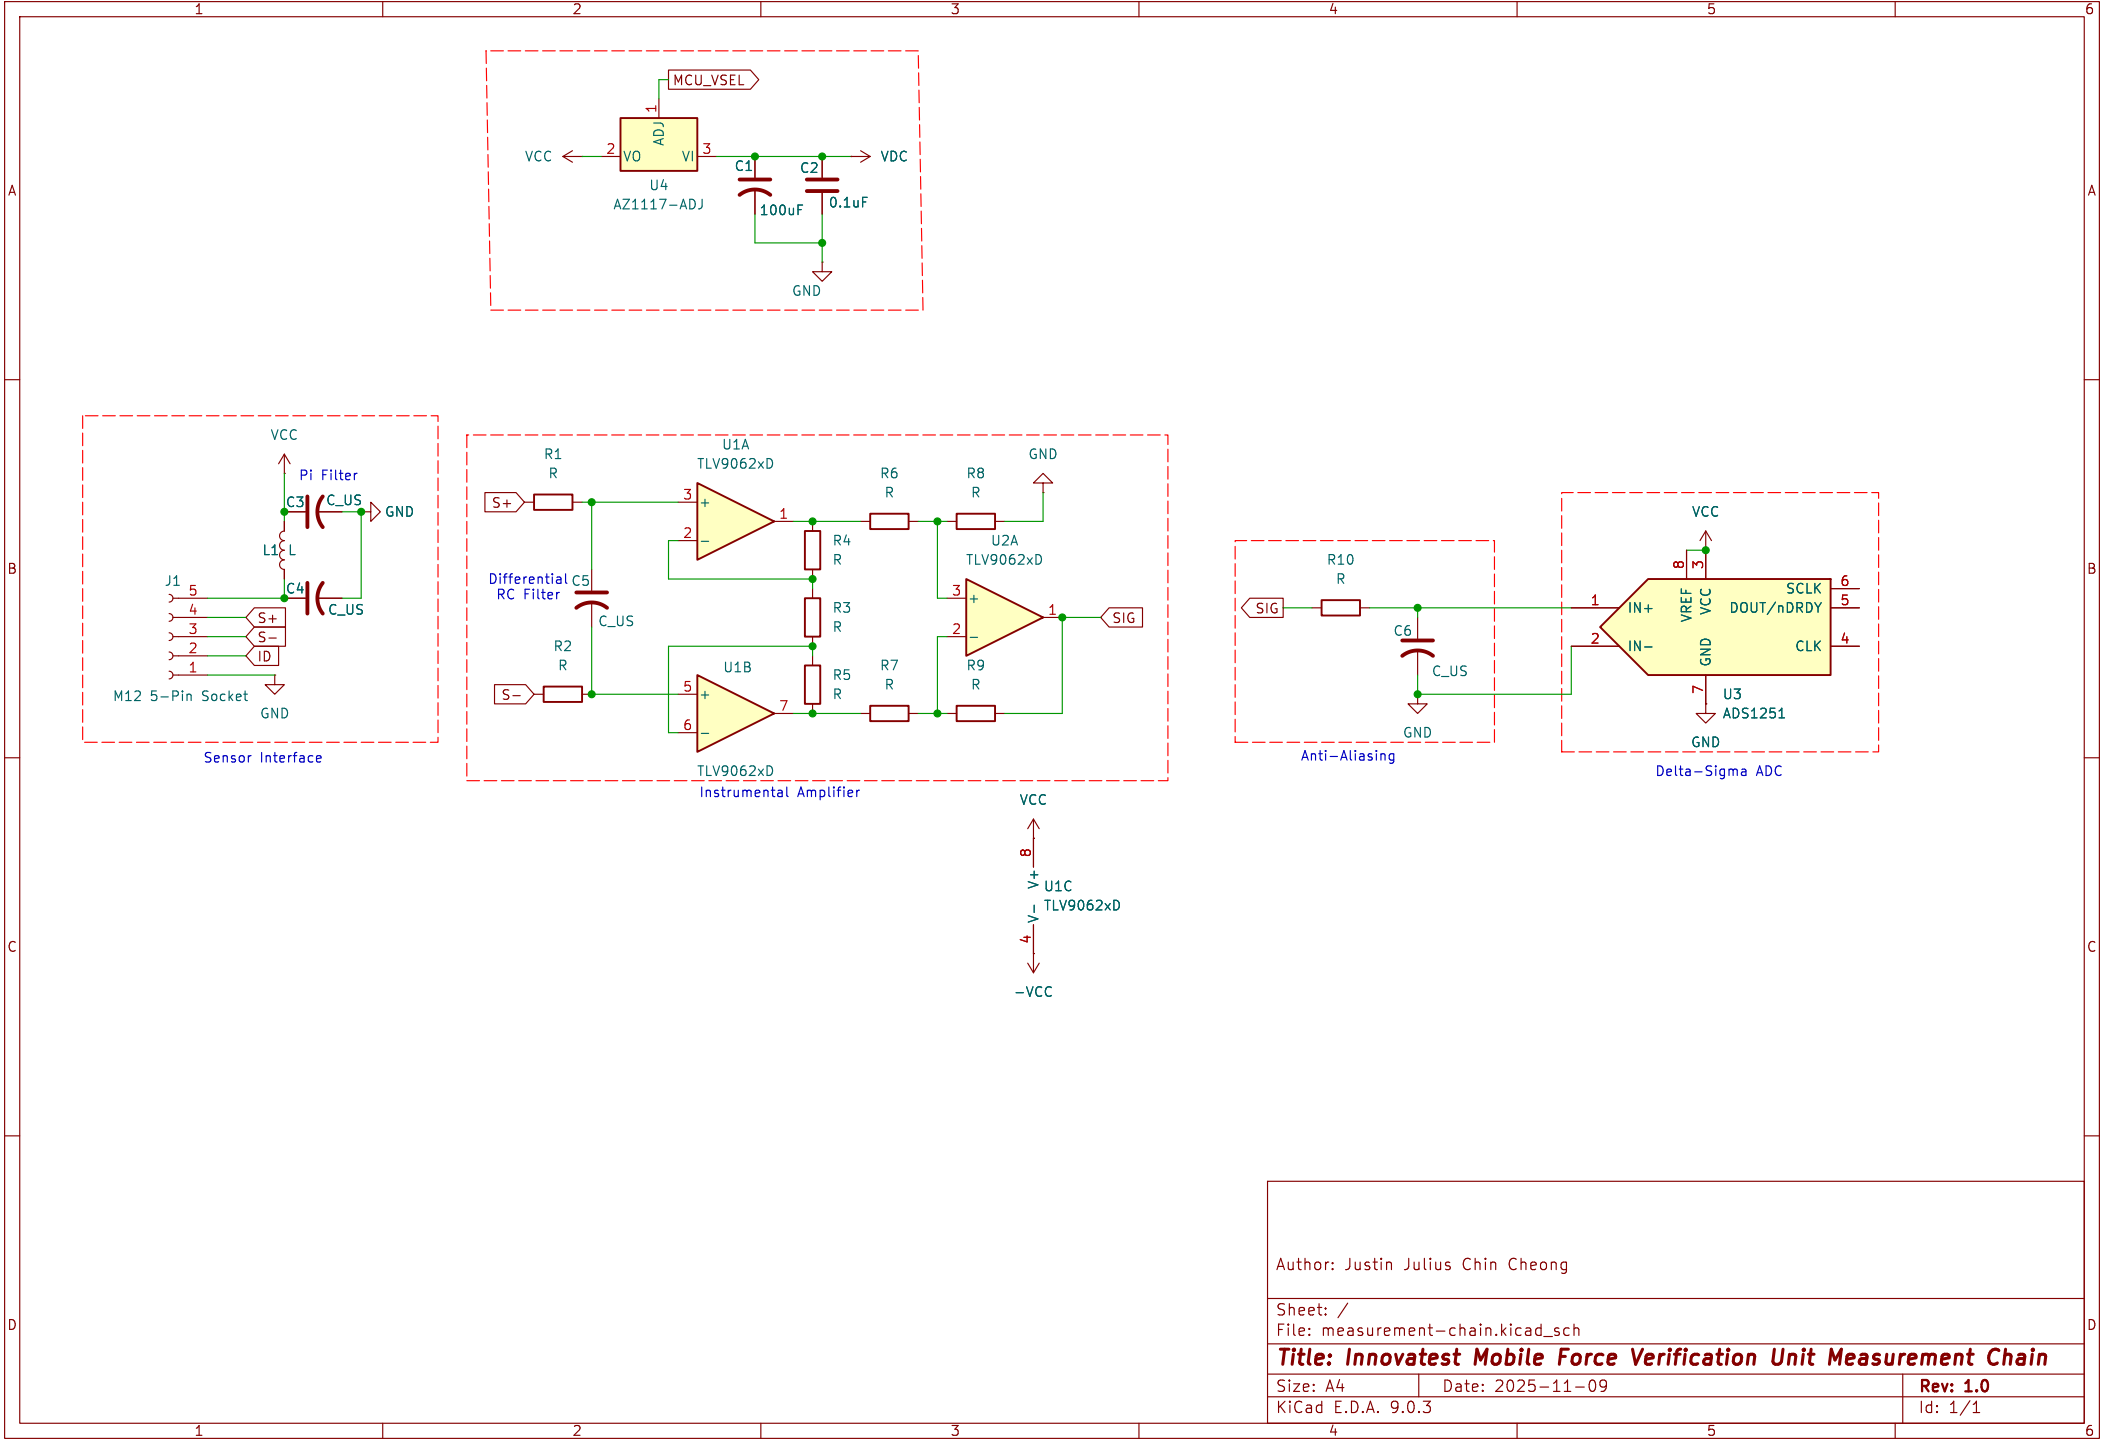 1 2 3 4 5 6
A
A
B
B
C
C
D
D
MCU_VSEL
1
ADJ
VCC
2
VO
VI
3
VDC
U4
AZ1117-ADJ
C1
100uF
C2
0.1uF
GND
VCC
Pi Filter
C3
C_US
GND
L1
L
C4
C_US
J1
5
4
S+
3
S-
2
ID
1
M12 5-Pin Socket
GND
Sensor Interface
R1
R
S+
Differential
RC Filter
C5
C_US
R2
R
S-
U1A
TLV9062xD
3
+
2
-
1
R4
R
R3
R
R5
R
U1B
5
+
6
-
7
TLV9062xD
R6
R
R8
R
GND
U2A
TLV9062xD
3
+
2
-
1
SIG
R7
R
R9
R
Instrumental Amplifier
VCC
8
V+
U1C
TLV9062xD
V-
4
-VCC
R10
R
SIG
C6
C_US
GND
Anti-Aliasing
VCC
8
3
VREF
VCC
1
IN+
2
IN-
SCLK
6
DOUT/nDRDY
5
CLK
4
GND
7
U3
ADS1251
GND
Delta-Sigma ADC
Author: Justin Julius Chin Cheong
Sheet: /
File: measurement-chain.kicad_sch
Title: Innovatest Mobile Force Verification Unit Measurement Chain
Size: A4 Date: 2025-11-09 Rev: 1.0
KiCad E.D.A. 9.0.3 Id: 1/1
1 2 3 4 5 6